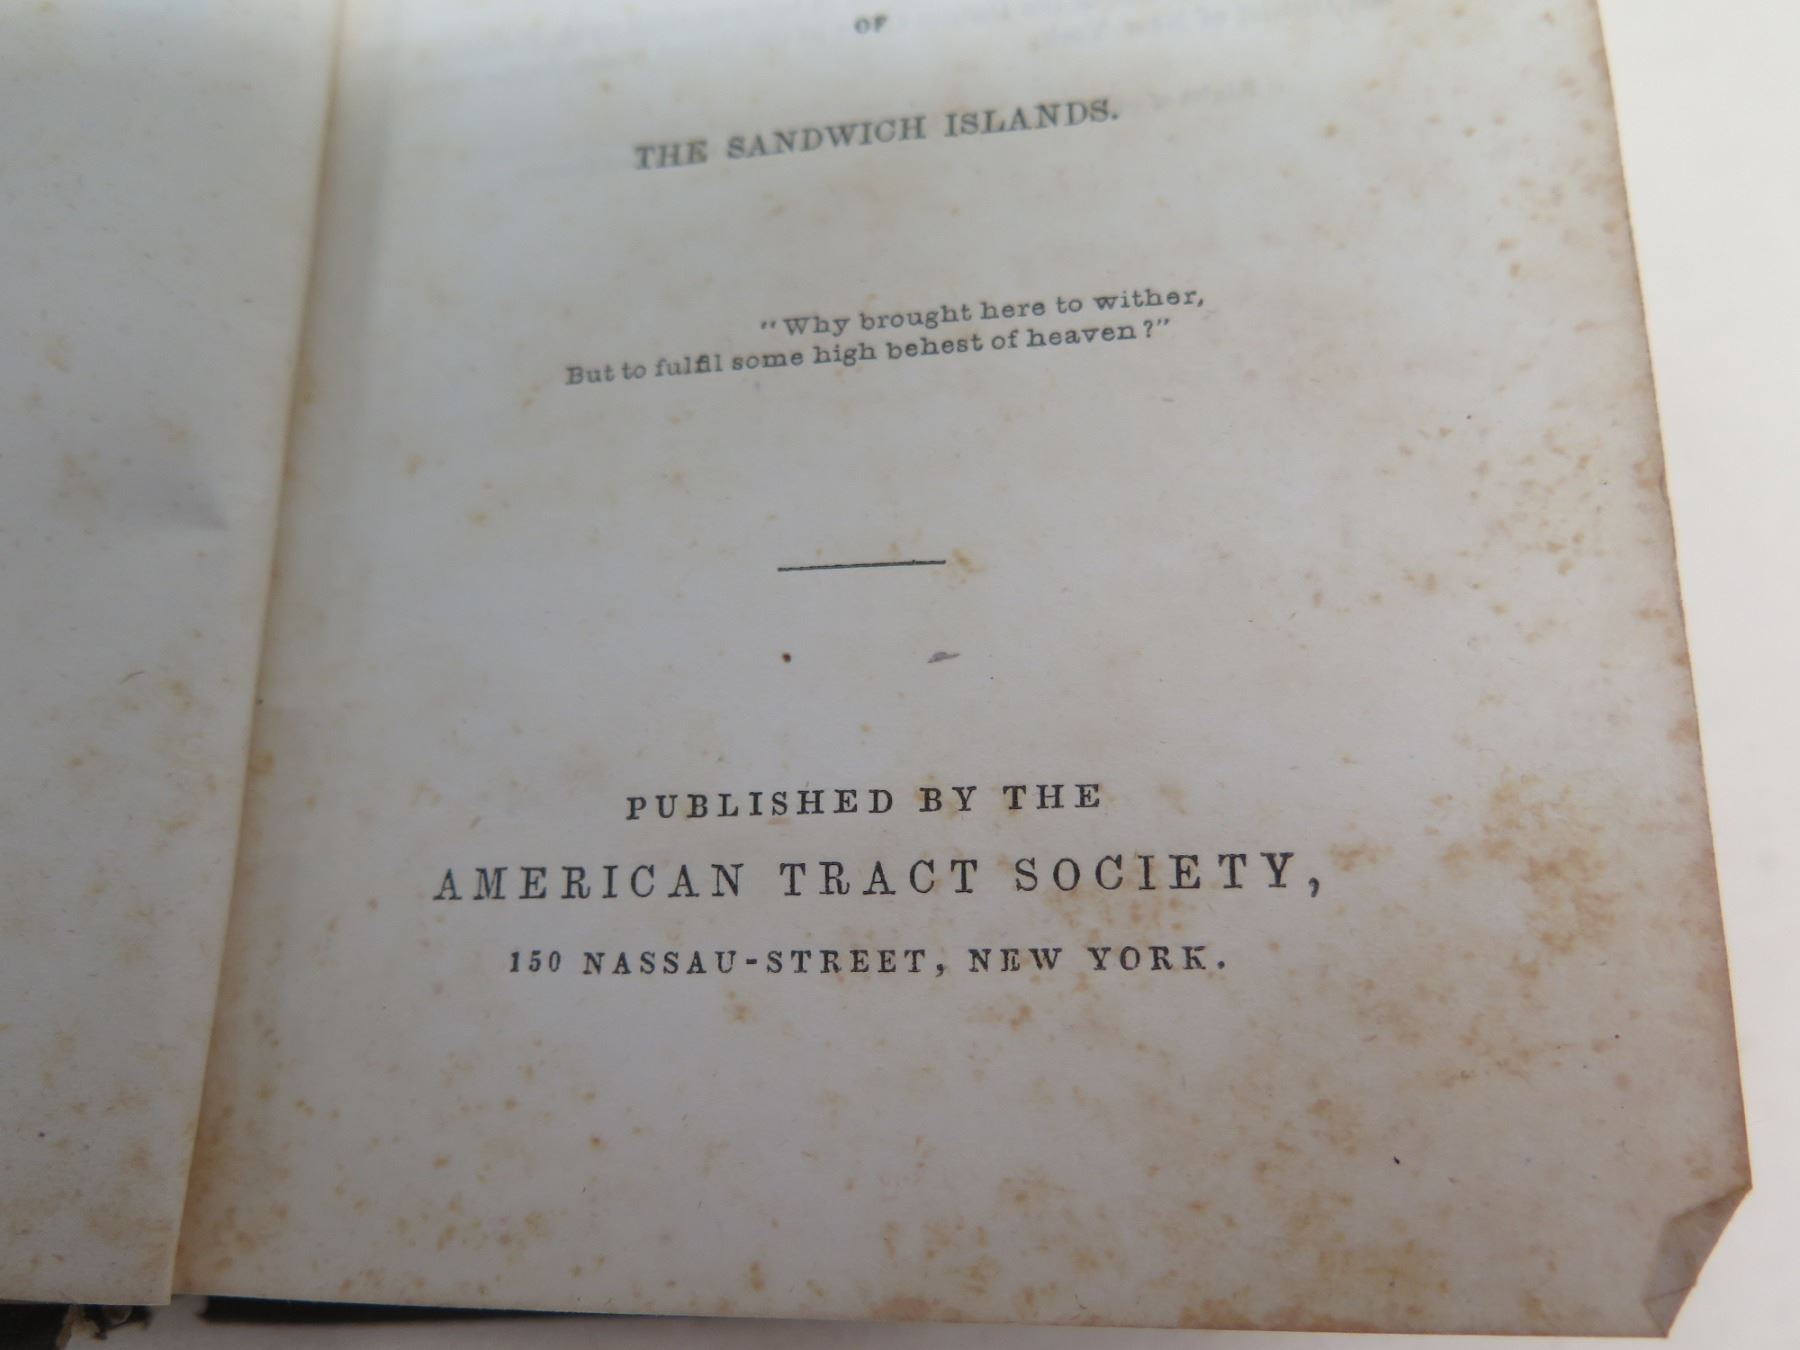 OF
THE SANDWICH ISLANDS.
"Why brought here to wither,
But to fulfil some high behest of heaven?"
PUBLISHED BY THE
AMERICAN TRACT SOCIETY,
150 NASSAU-STREET, NEW YORK.